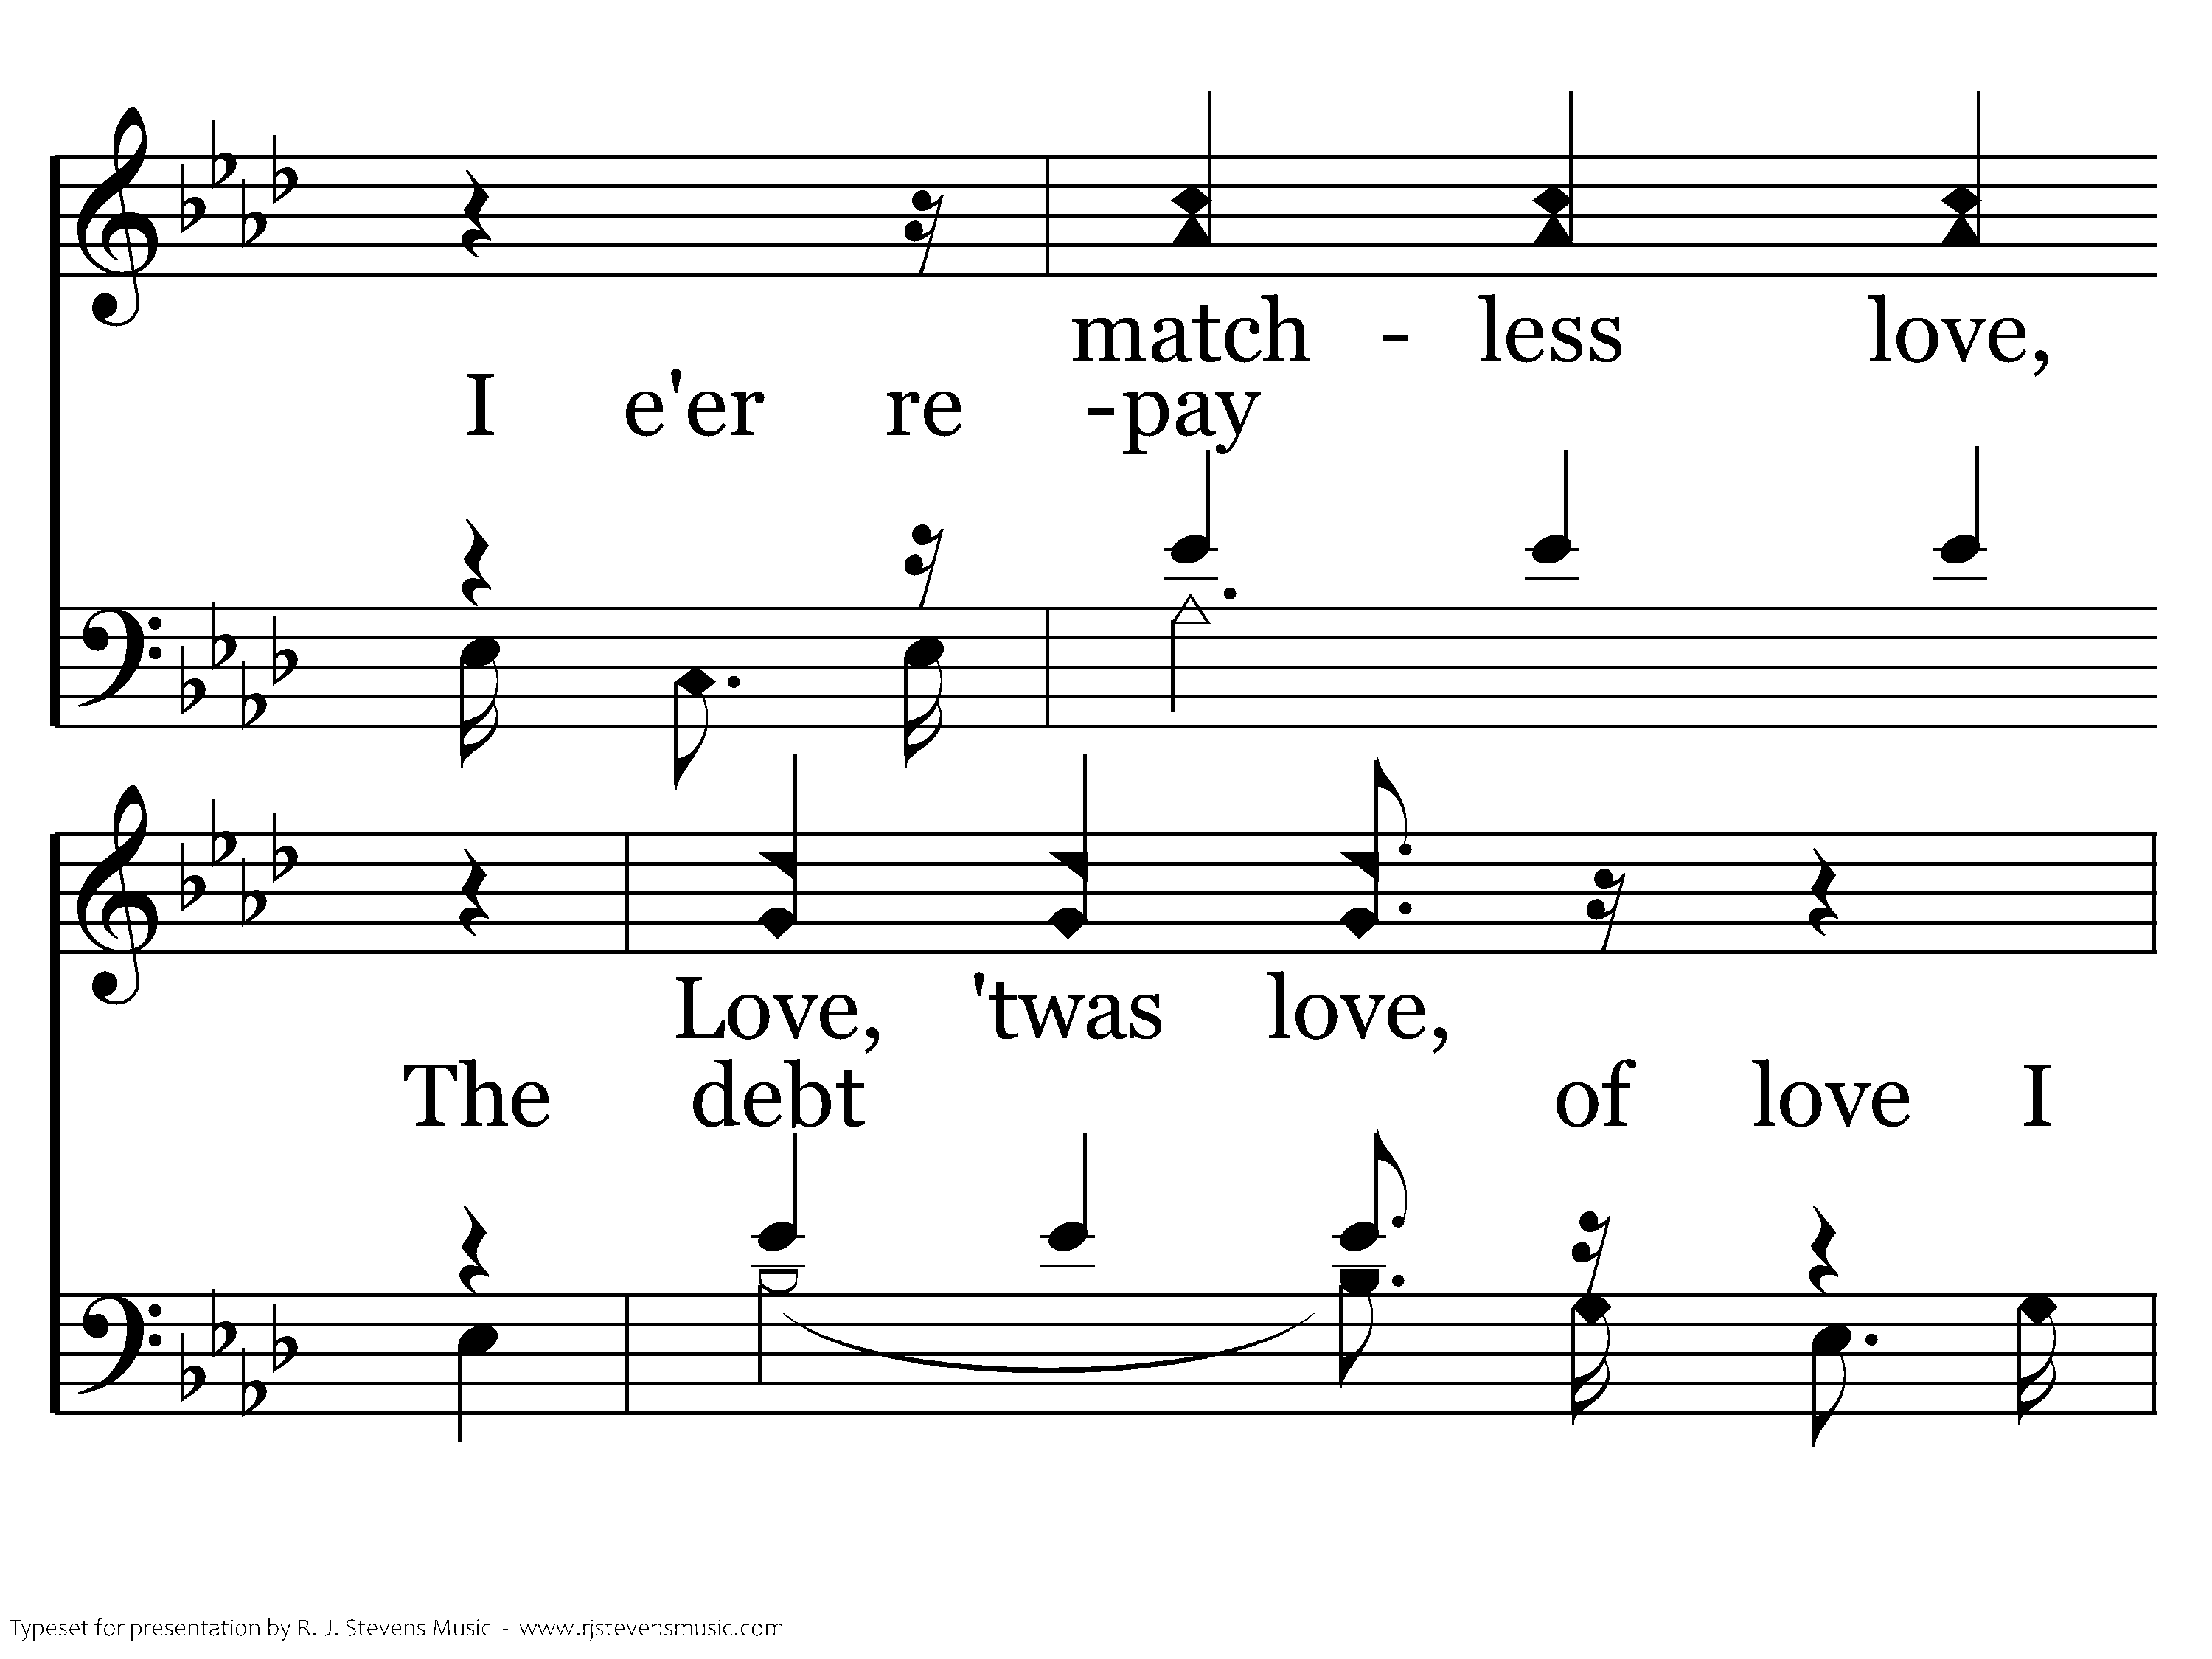 match - less love,
I e'er re -pay
Love, 'twas love,
The debt of love I
Typeset for presentation by R. J. Stevens Music - www.rjstevensmusic.com